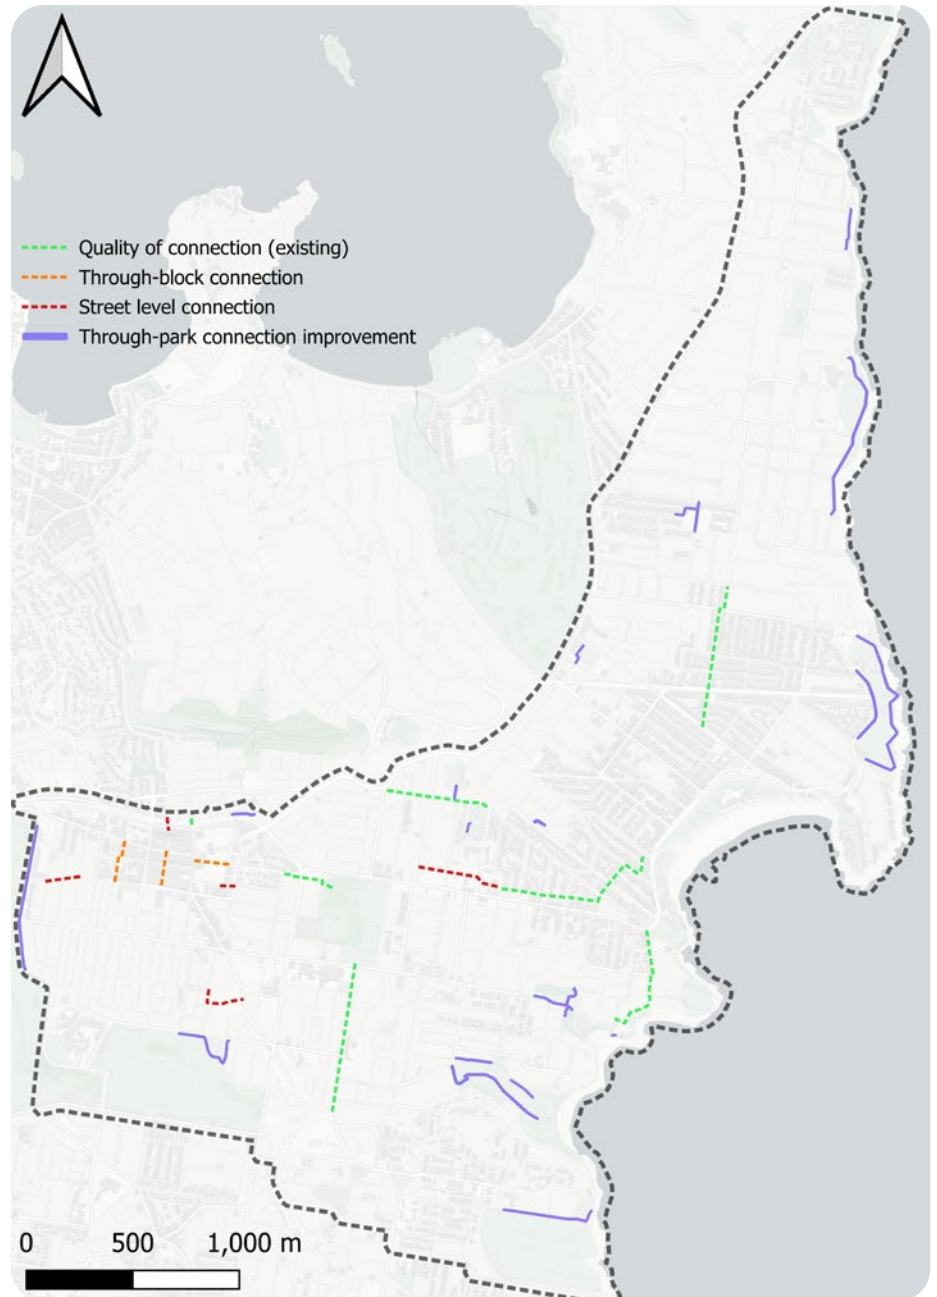 Quality of connection (existing)
Through-block connection
Street level connection
Through-park connection improvement
0 500 1,000 m